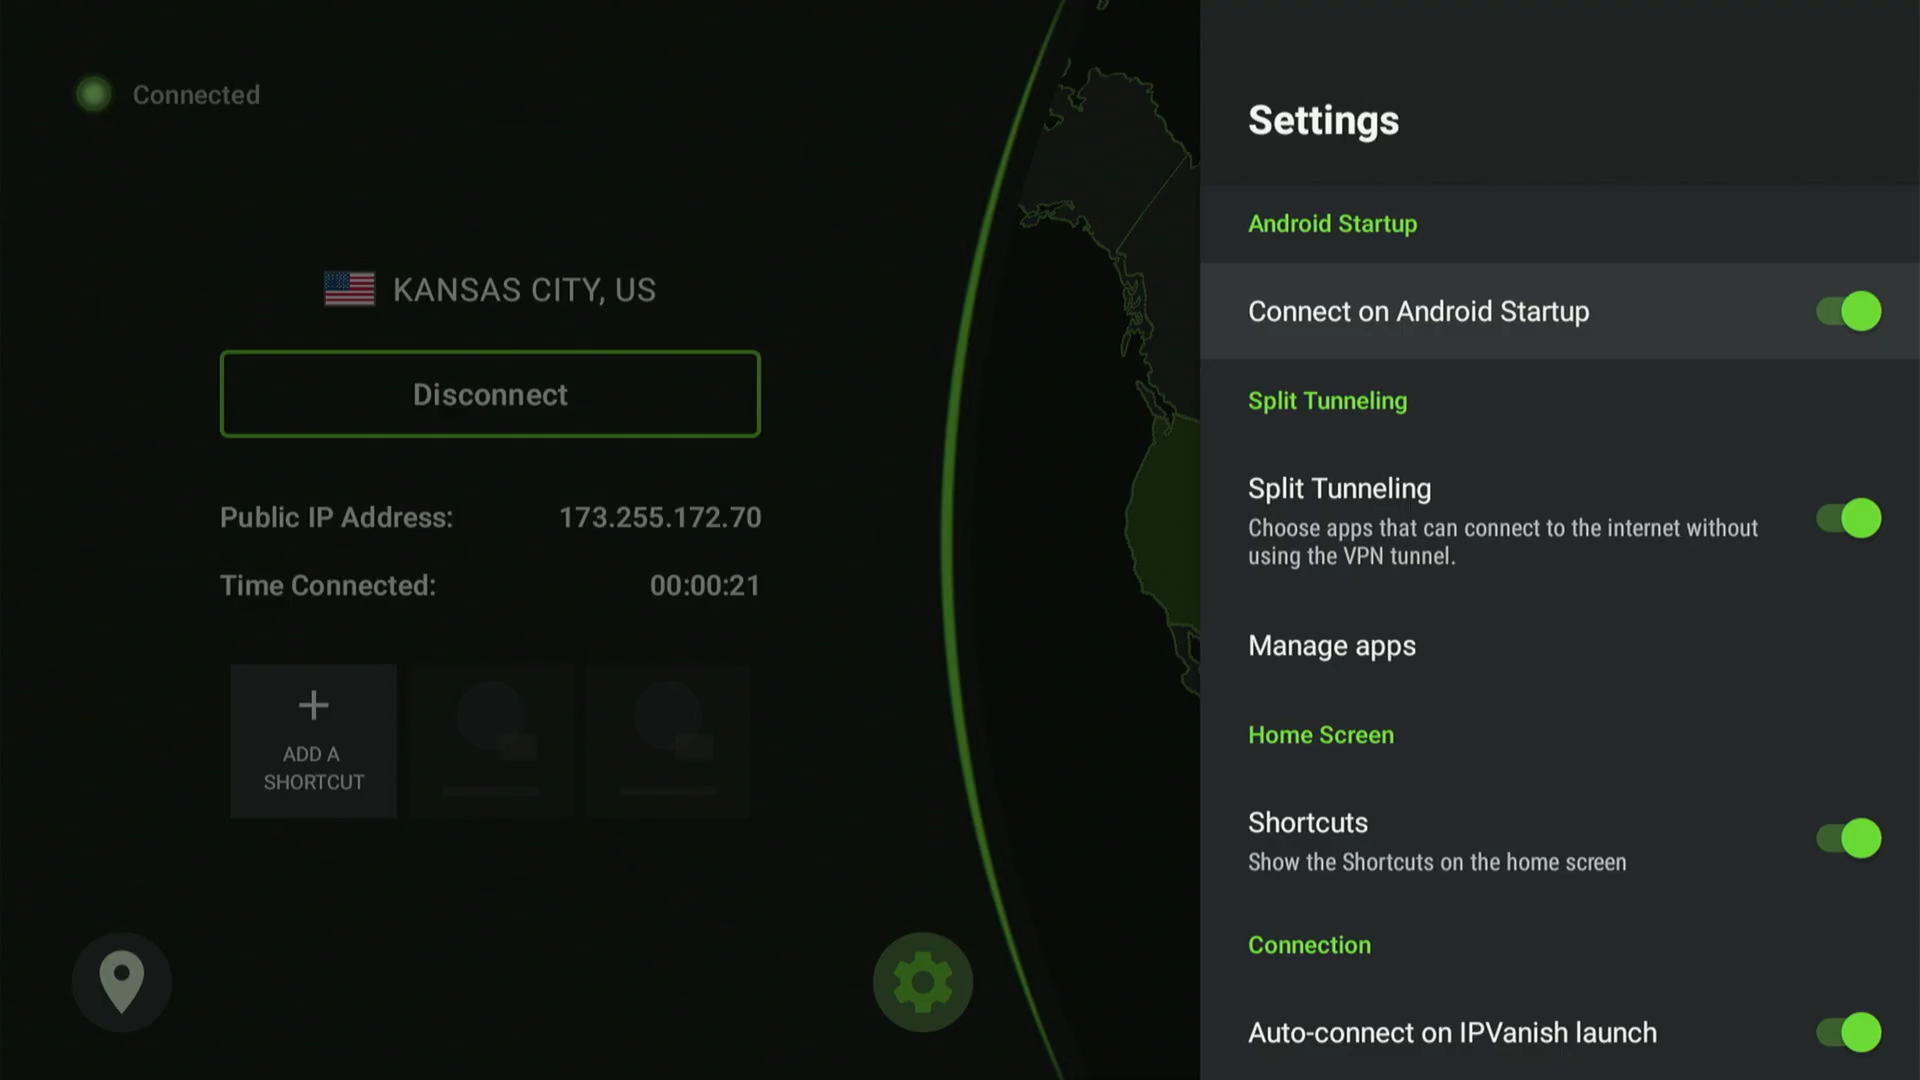 Connected
KANSAS CITY, US
Disconnect
Public IP Address: 173.255.172.70
Time Connected: 00:00:21
ADD A
SHORTCUT
Settings
Android Startup
Connect on Android Startup
Split Tunneling
Split Tunneling
Choose apps that can connect to the internet without
using the VPN tunnel.
Manage apps
Home Screen
Shortcuts
Show the Shortcuts on the home screen
Connection
Auto-connect on IPVanish launch